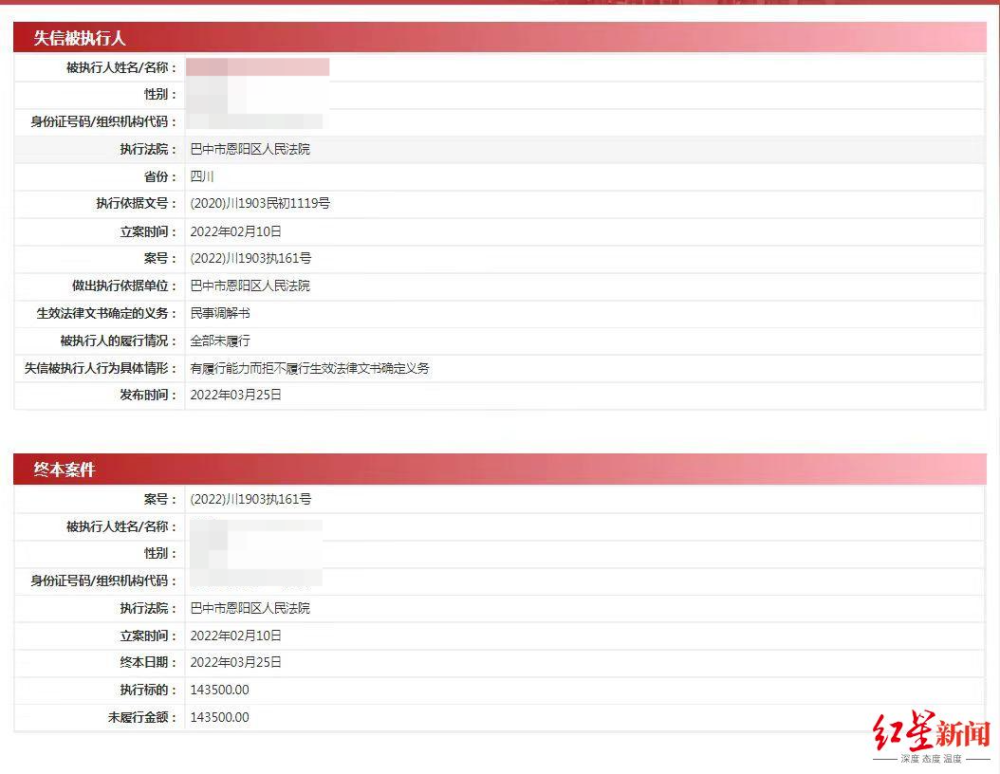 失信被执行人
被执行人姓名/名称：
性别：
身份证号码/组织机构代码：
执行法院： 巴中市恩阳区人民法院
省份： 四川
执行依据文号： (2020)川1903民初1119号
立案时间： 2022年02月10日
案号： (2022)川1903执161号
做出执行依据单位： 巴中市恩阳区人民法院
生效法律文书确定的义务： 民事调解书
被执行人的履行情况： 全部未履行
失信被执行人行为具体情形： 有履行能力而拒不履行生效法律文书确定义务
发布时间： 2022年03月25日
终本案件
案号： (2022)川1903执161号
被执行人姓名/名称：
性别：
身份证号码/组织机构代码：
执行法院： 巴中市恩阳区人民法院
立案时间： 2022年02月10日
终本日期： 2022年03月25日
执行标的： 143500.00
未履行金额： 143500.00
红星新闻
深度 态度 温度